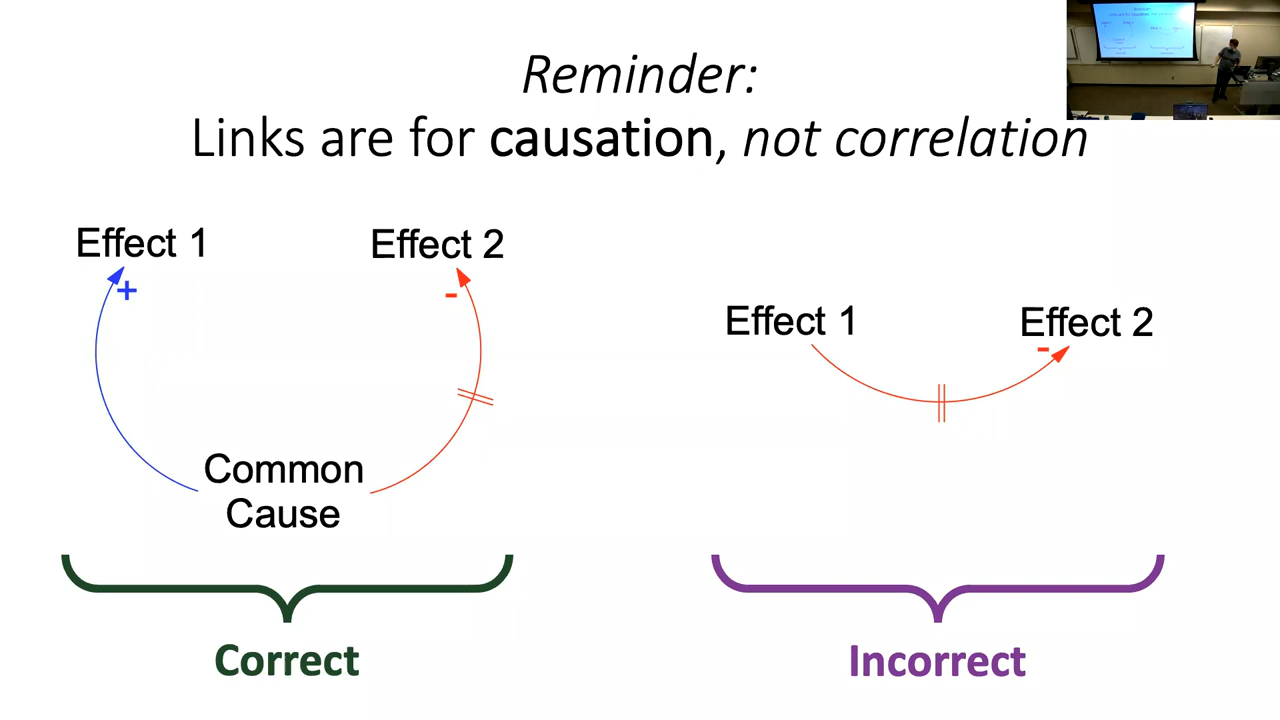 Reminder:
Links are for causation, not correlation
Effect 1
Effect 2
+
-
Common
Cause
Correct
Effect 1
Effect 2
-
Incorrect